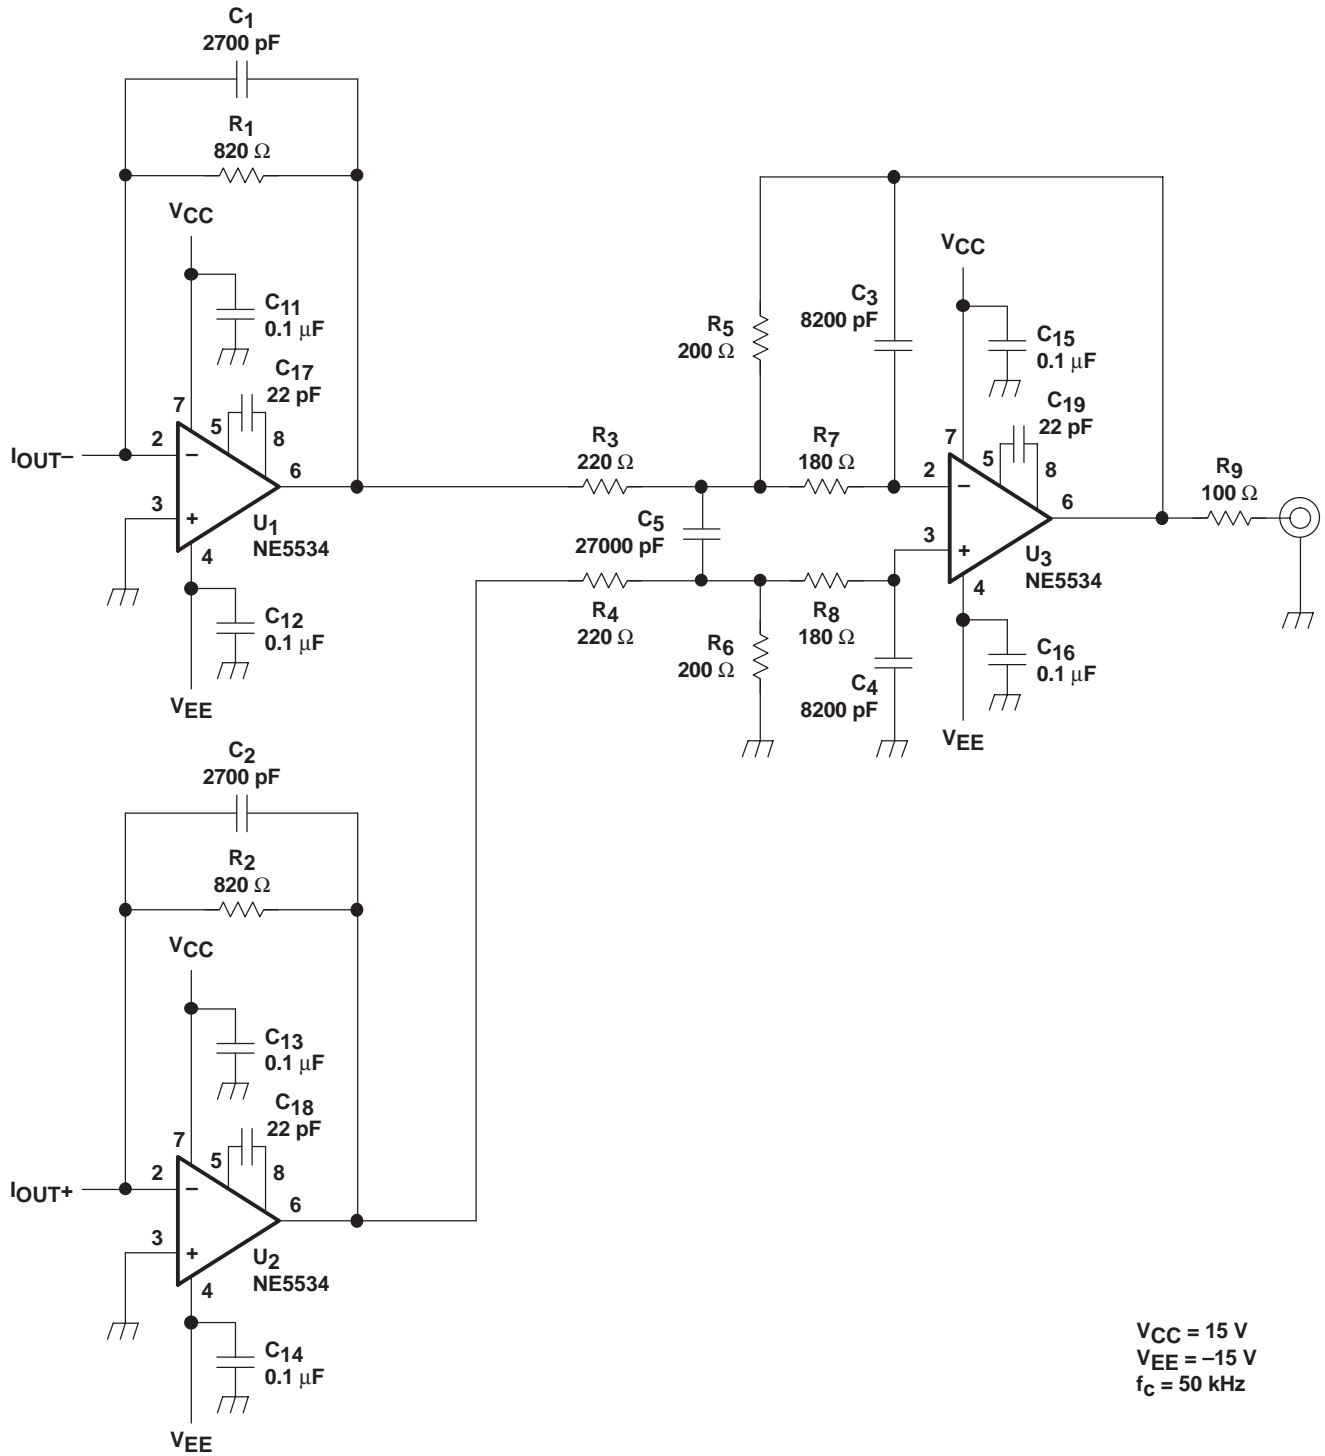 C1
2700 pF
R1
820 Ω
VCC
C11
0.1 μF
C17
22 pF
7
5
8
2
–
IOUT–
6
3
+
U1
NE5534
4
C12
0.1 μF
VEE
R3
220 Ω
R5
200 Ω
C3
8200 pF
R7
180 Ω
C5
27000 pF
R4
220 Ω
R6
200 Ω
R8
180 Ω
C4
8200 pF
VCC
C15
0.1 μF
C19
22 pF
7
5
8
2
–
6
3
+
U3
NE5534
4
C16
0.1 μF
VEE
R9
100 Ω
C2
2700 pF
R2
820 Ω
VCC
C13
0.1 μF
C18
22 pF
7
5
8
2
–
IOUT+
6
3
+
U2
NE5534
4
C14
0.1 μF
VEE
VCC = 15 V
VEE = –15 V
fc = 50 kHz